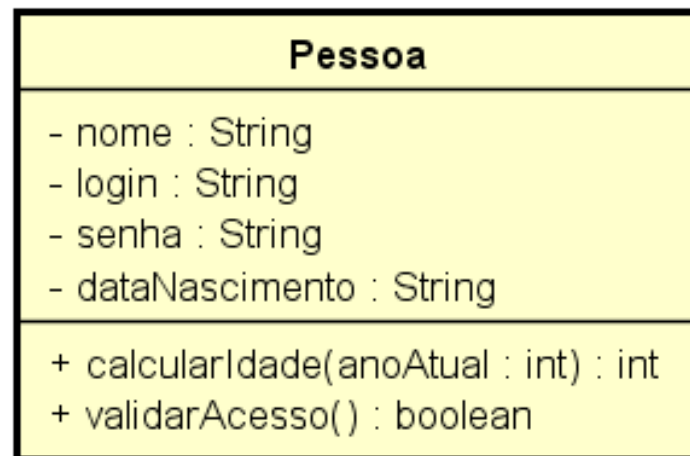 Pessoa
- nome : String
- login : String
- senha : String
- dataNascimento : String
+ calcularIdade(anoAtual : int) : int
+ validarAcesso() : boolean